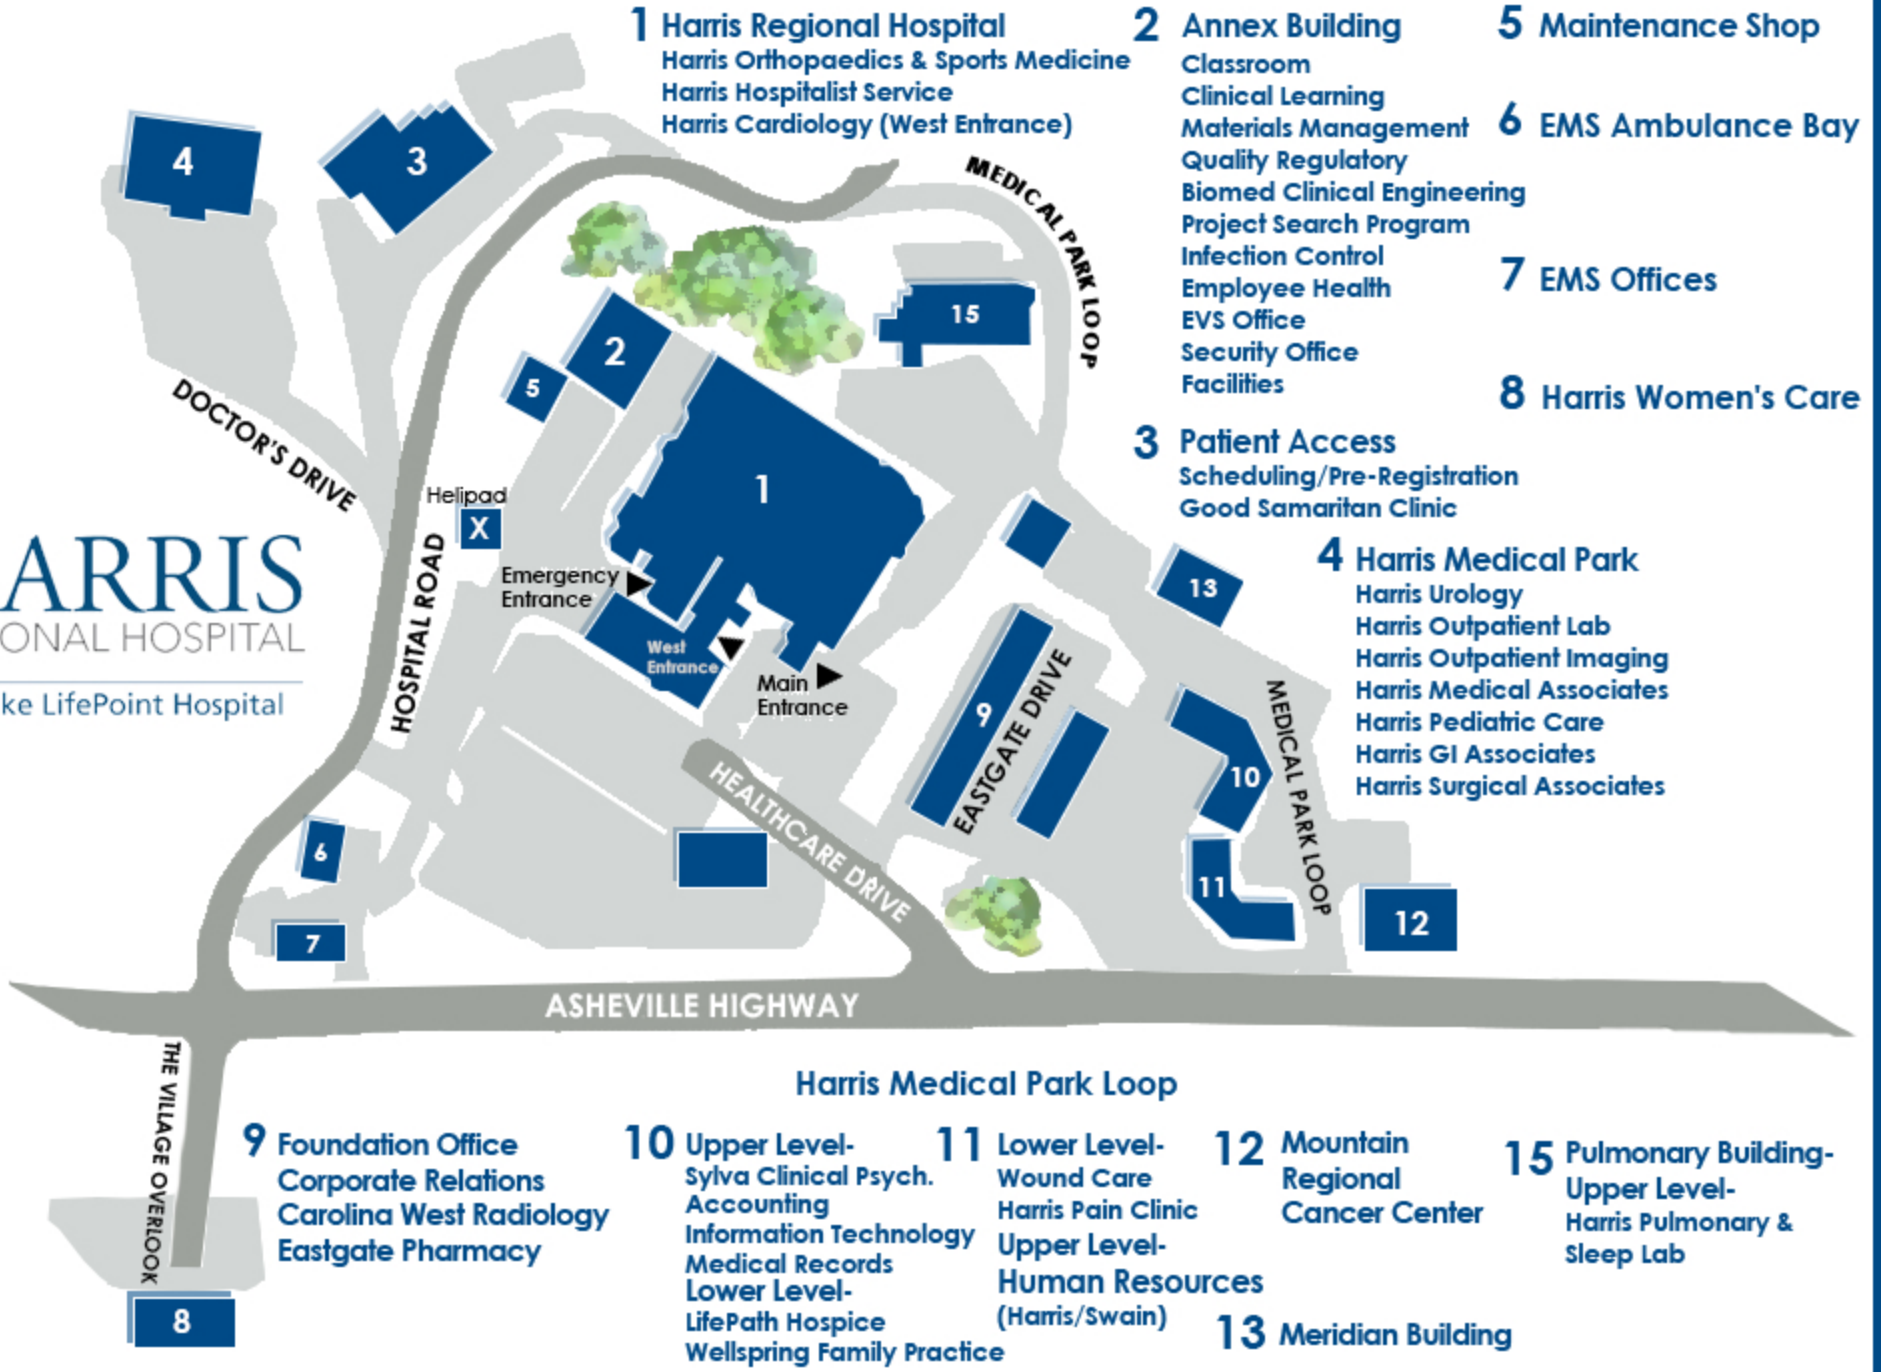 1 Harris Regional Hospital
Harris Orthopaedics & Sports Medicine
Harris Hospitalist Service
Harris Cardiology (West Entrance)
2 Annex Building
Classroom
Clinical Learning
Materials Management
Quality Regulatory
Biomed Clinical Engineering
Project Search Program
Infection Control
Employee Health
EVS Office
Security Office
Facilities
5 Maintenance Shop
6 EMS Ambulance Bay
7 EMS Offices
8 Harris Women's Care
3 Patient Access
Scheduling/Pre-Registration
Good Samaritan Clinic
4 Harris Medical Park
Harris Urology
Harris Outpatient Lab
Harris Outpatient Imaging
Harris Medical Associates
Harris Pediatric Care
Harris GI Associates
Harris Surgical Associates
4
3
MEDICAL PARK LOOP
15
2
5
DOCTOR'S DRIVE
1
Helipad
X
HOSPITAL ROAD
ARRIS
ONAL HOSPITAL
ke LifePoint Hospital
Emergency
Entrance
West
Entrance
Main
Entrance
13
9
EASTGATE DRIVE
MEDICAL PARK LOOP
10
HEALTHCARE DRIVE
6
11
12
7
ASHEVILLE HIGHWAY
THE VILLAGE OVERLOOK
8
Harris Medical Park Loop
9 Foundation Office
Corporate Relations
Carolina West Radiology
Eastgate Pharmacy
10 Upper Level-
Sylva Clinical Psych.
Accounting
Information Technology
Medical Records
Lower Level-
LifePath Hospice
Wellspring Family Practice
11 Lower Level-
Wound Care
Harris Pain Clinic
Upper Level-
Human Resources
(Harris/Swain)
12 Mountain
Regional
Cancer Center
13 Meridian Building
15 Pulmonary Building-
Upper Level-
Harris Pulmonary &
Sleep Lab